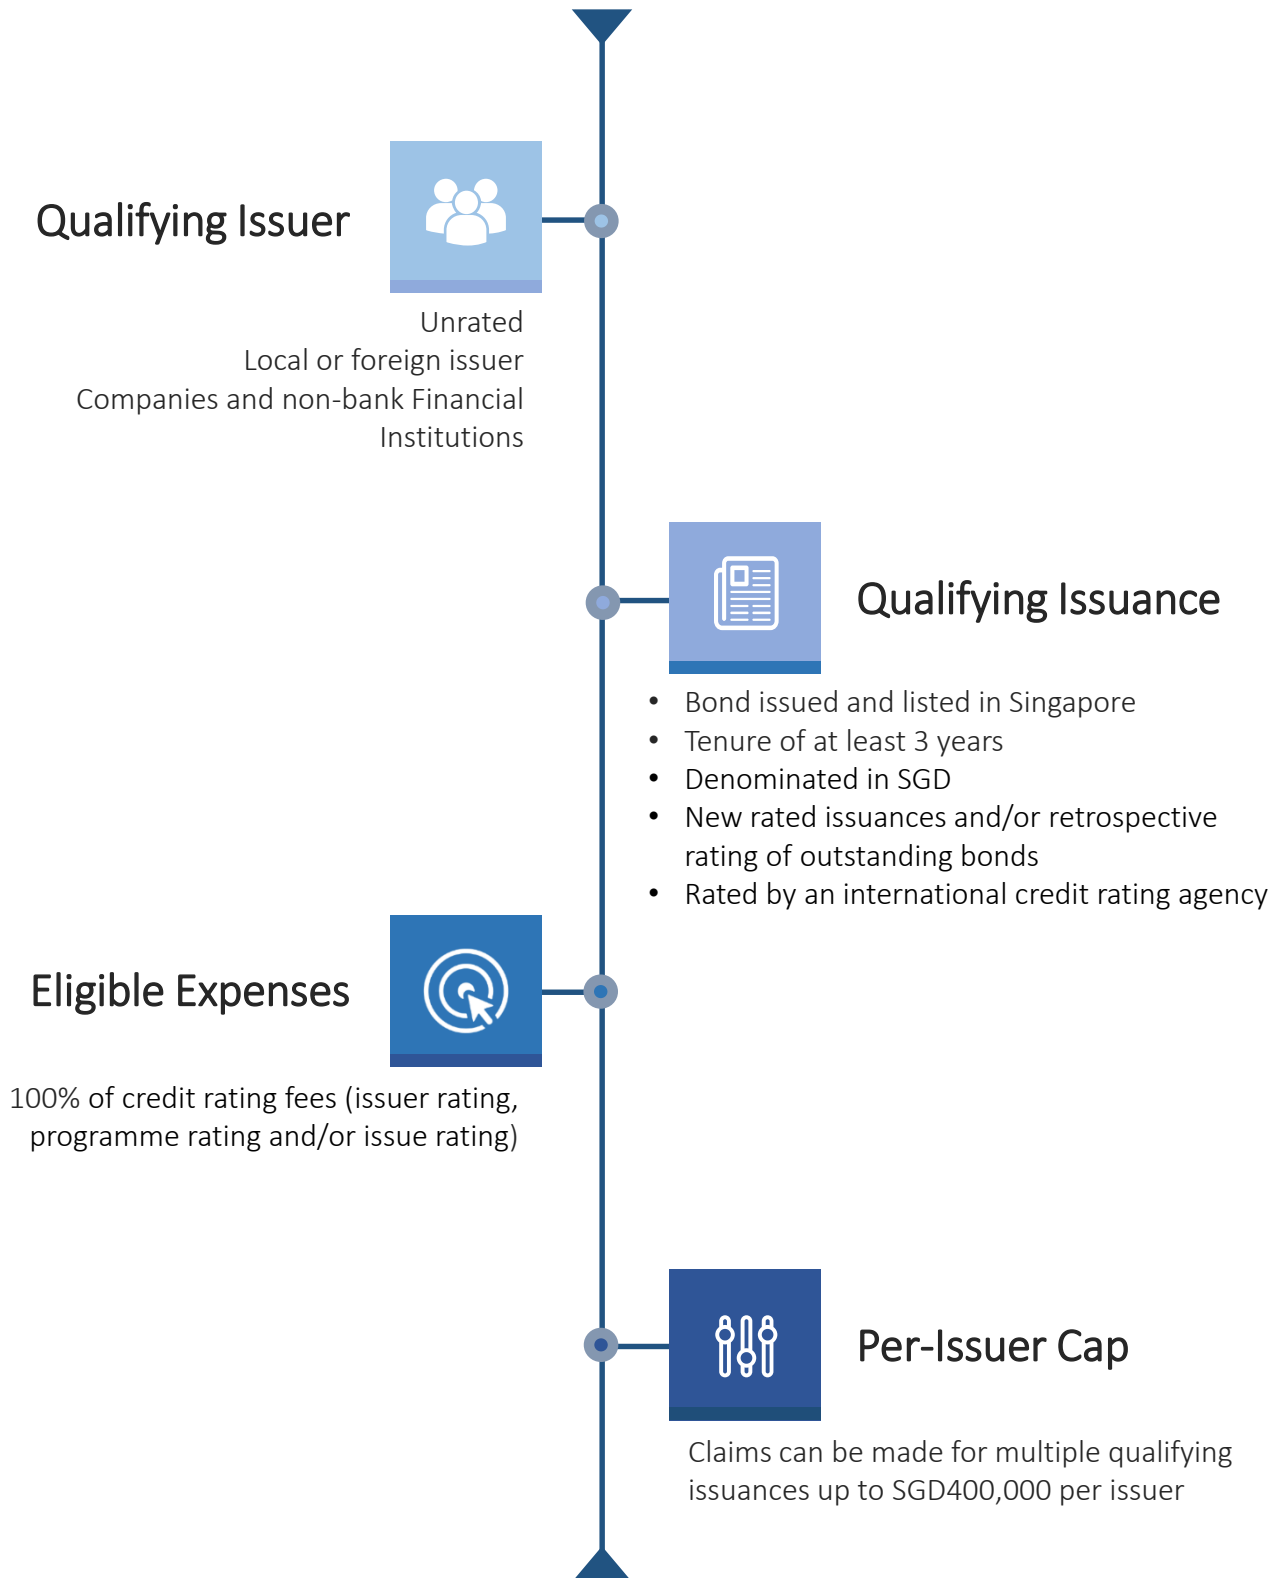 Qualifying Issuer
Unrated
Local or foreign issuer
Companies and non-bank Financial
Institutions
Qualifying Issuance
• Bond issued and listed in Singapore
• Tenure of at least 3 years
• Denominated in SGD
• New rated issuances and/or retrospective
rating of outstanding bonds
• Rated by an international credit rating agency
Eligible Expenses
100% of credit rating fees (issuer rating,
programme rating and/or issue rating)
Per-Issuer Cap
Claims can be made for multiple qualifying
issuances up to SGD400,000 per issuer